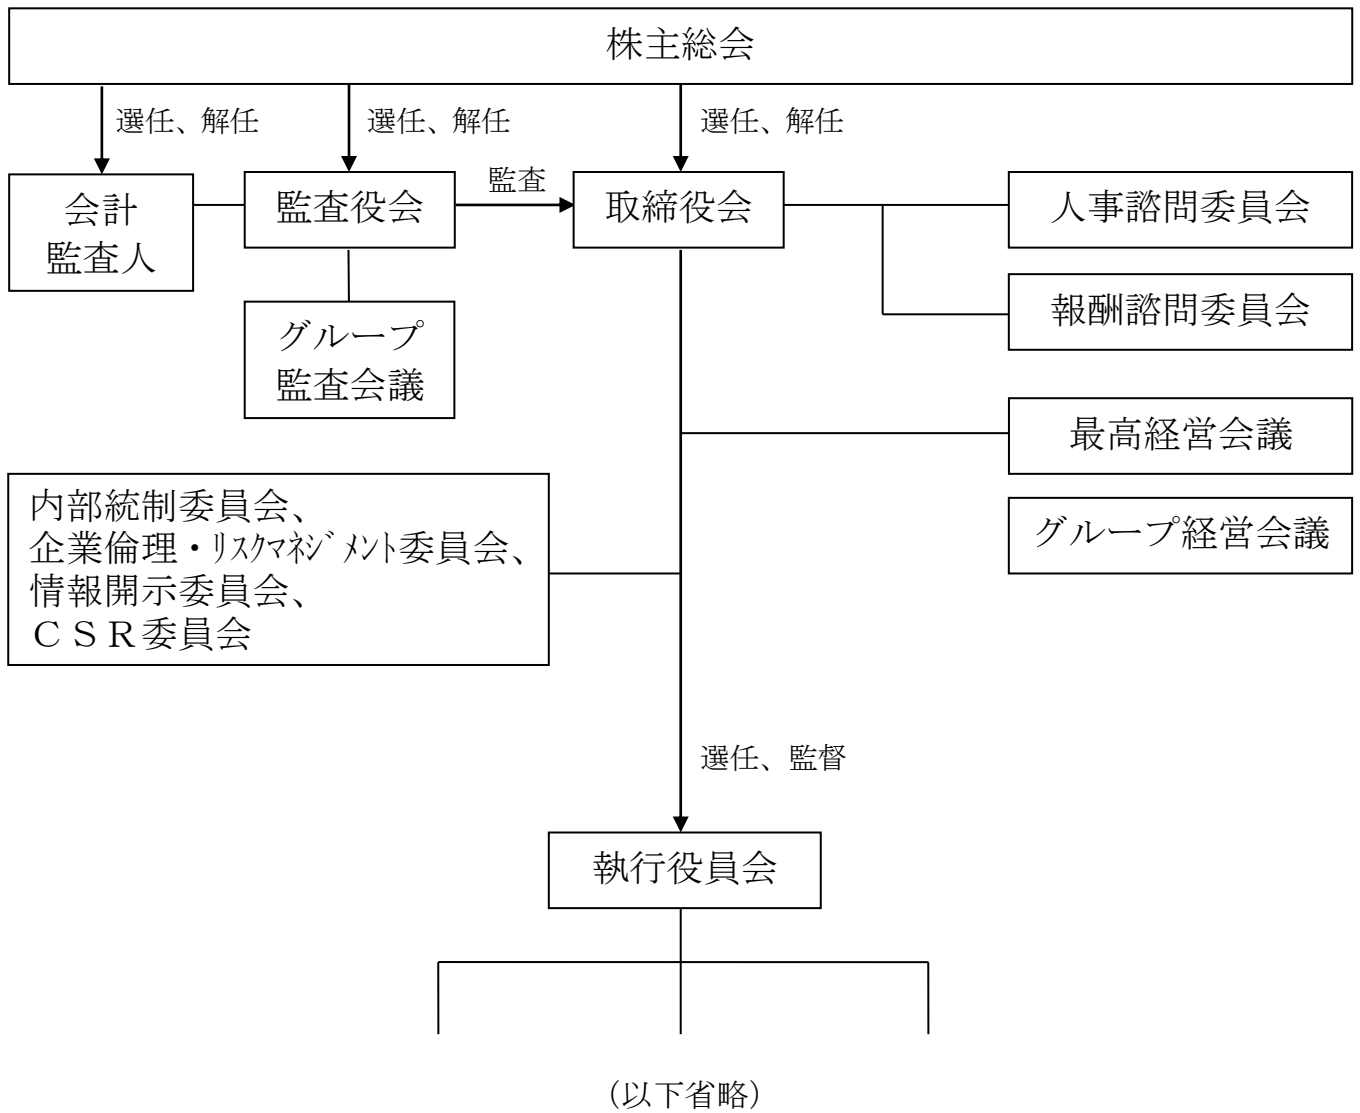 株主総会
選任、解任
選任、解任
選任、解任
会計
監査人
監査役会
監査
取締役会
人事諮問委員会
報酬諮問委員会
グループ
監査会議
最高経営会議
グループ経営会議
内部統制委員会、
企業倫理・ﾘｽｸﾏﾈｼﾞﾒﾝﾄ委員会、
情報開示委員会、
ＣＳＲ委員会
選任、監督
執行役員会
（以下省略）